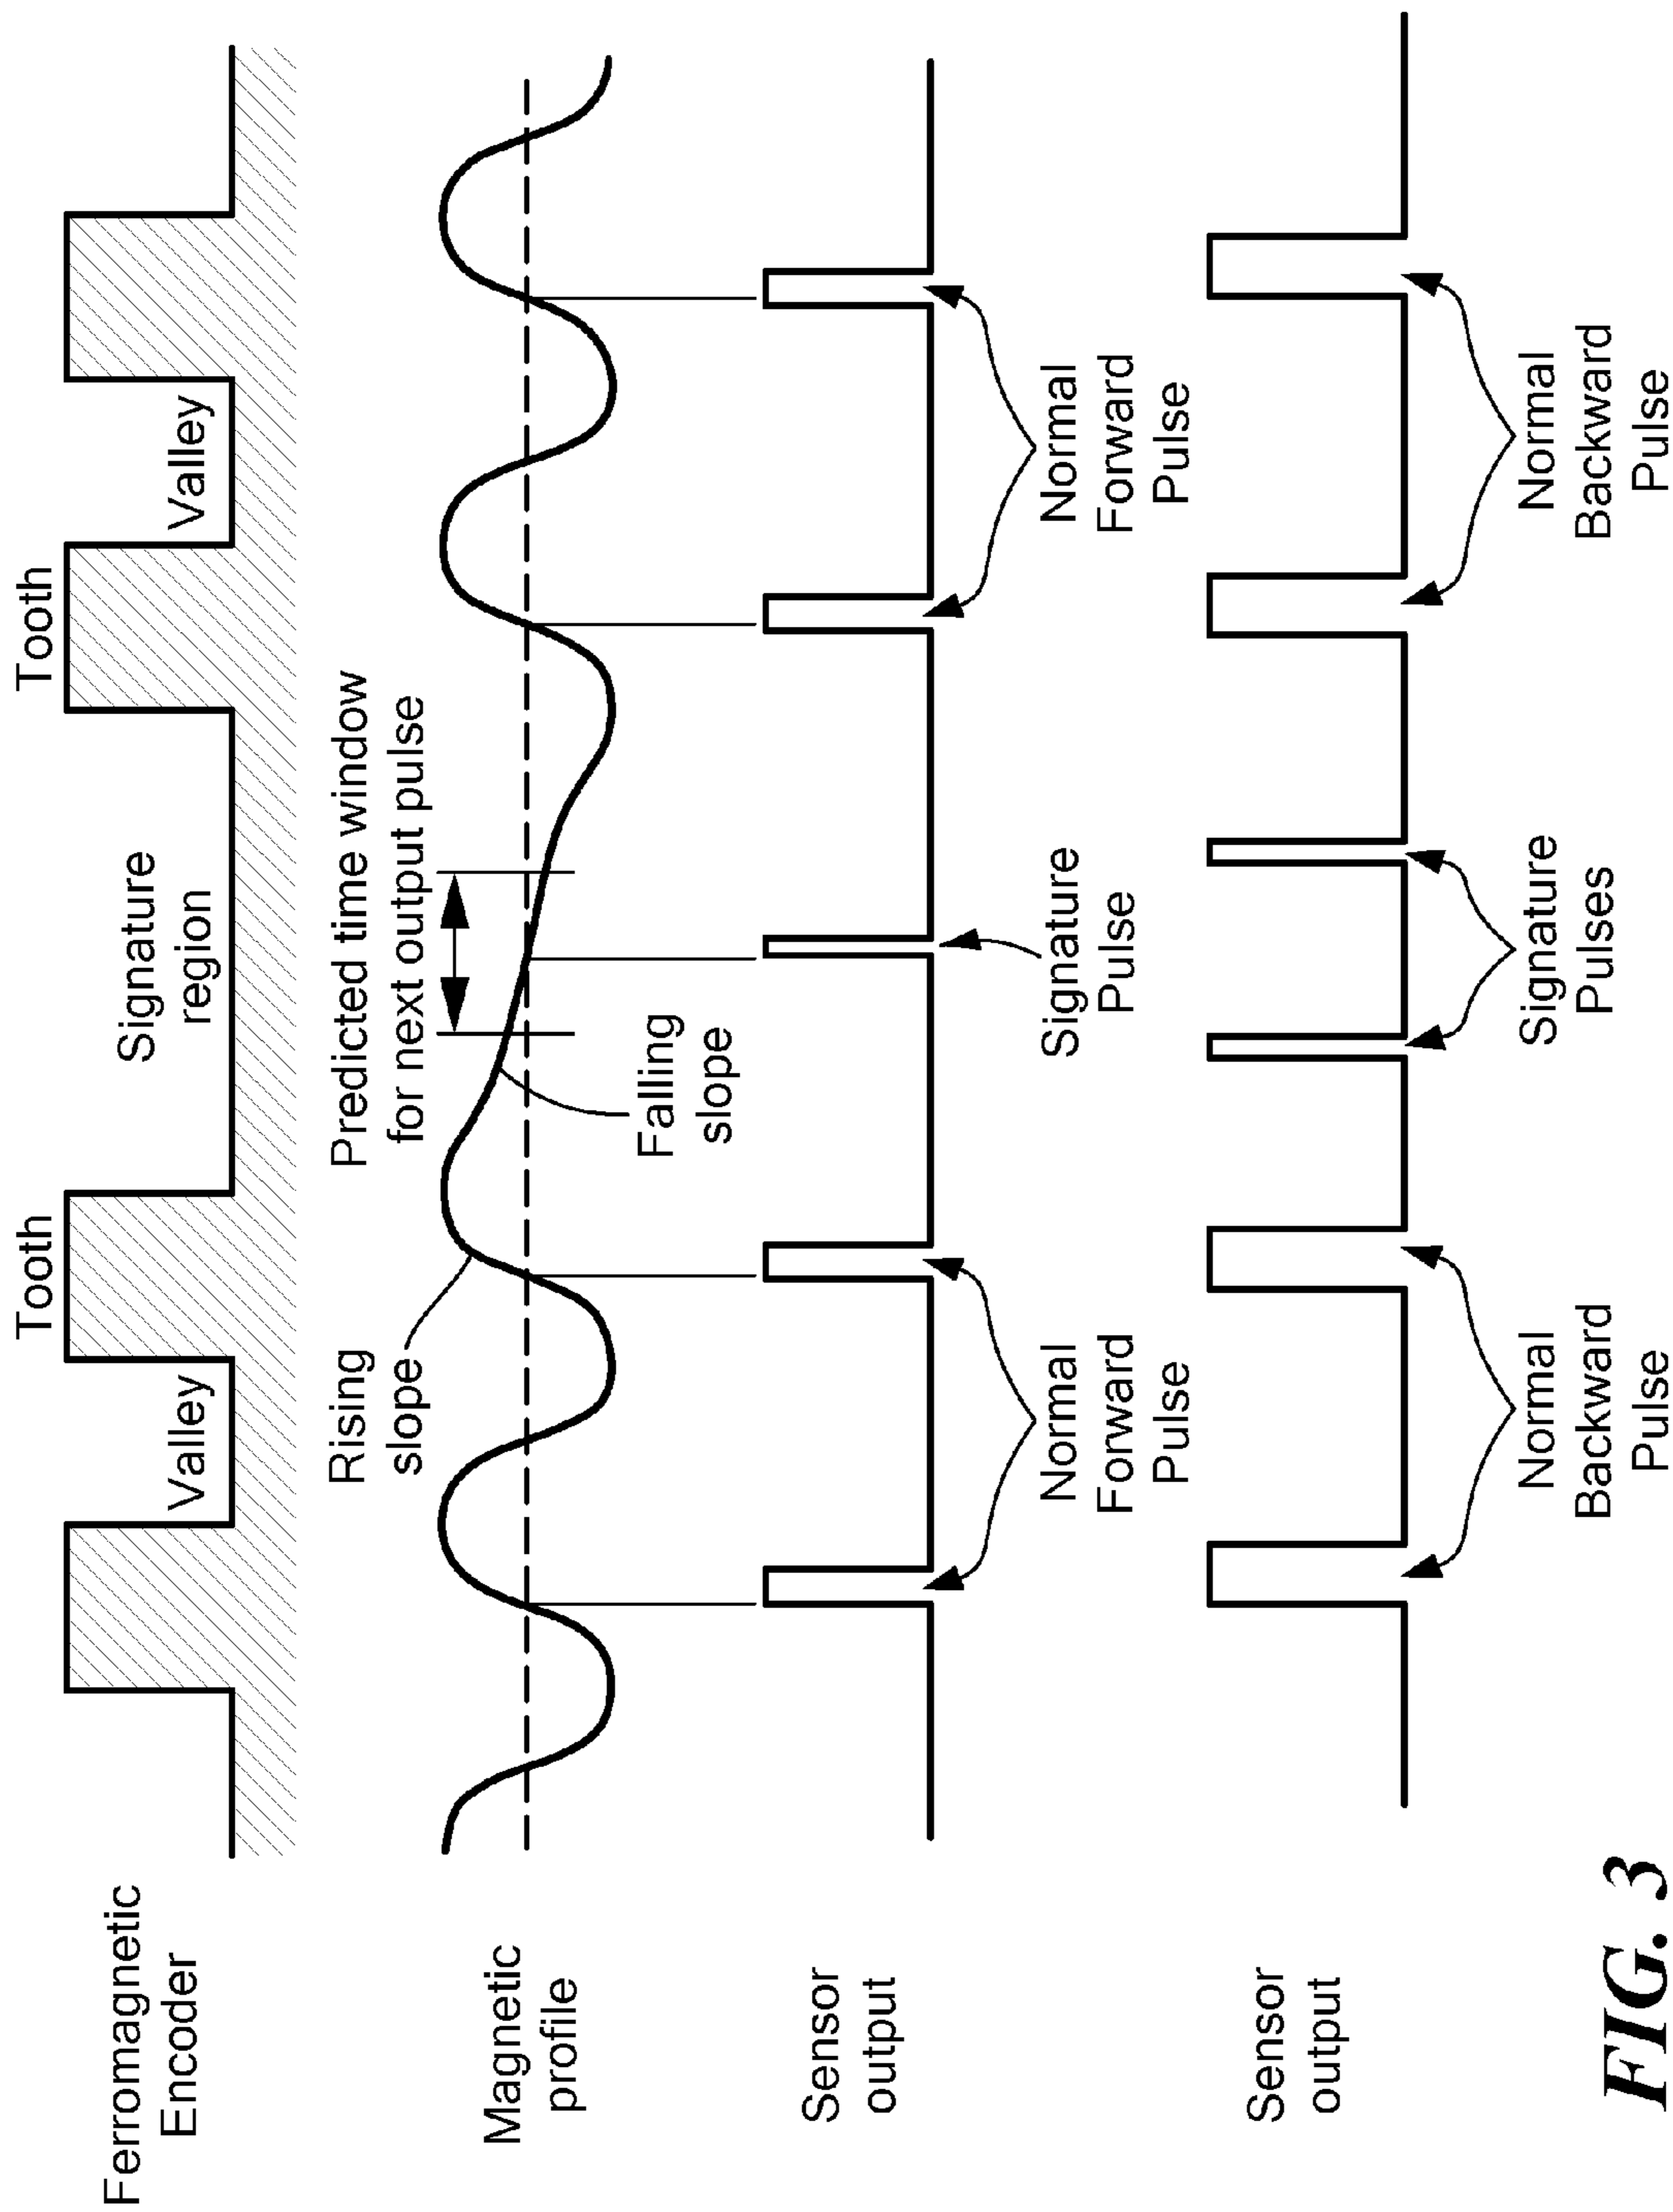 Ferromagnetic
Encoder
Tooth
Valley
Tooth
Valley
Signature
region
Magnetic
profile
Rising
slope
Predicted time window
for next output pulse
Falling
slope
Sensor
output
Normal
Forward
Pulse
Signature
Pulse
Normal
Forward
Pulse
Sensor
output
Normal
Backward
Pulse
Signature
Pulses
Normal
Backward
Pulse
FIG. 3